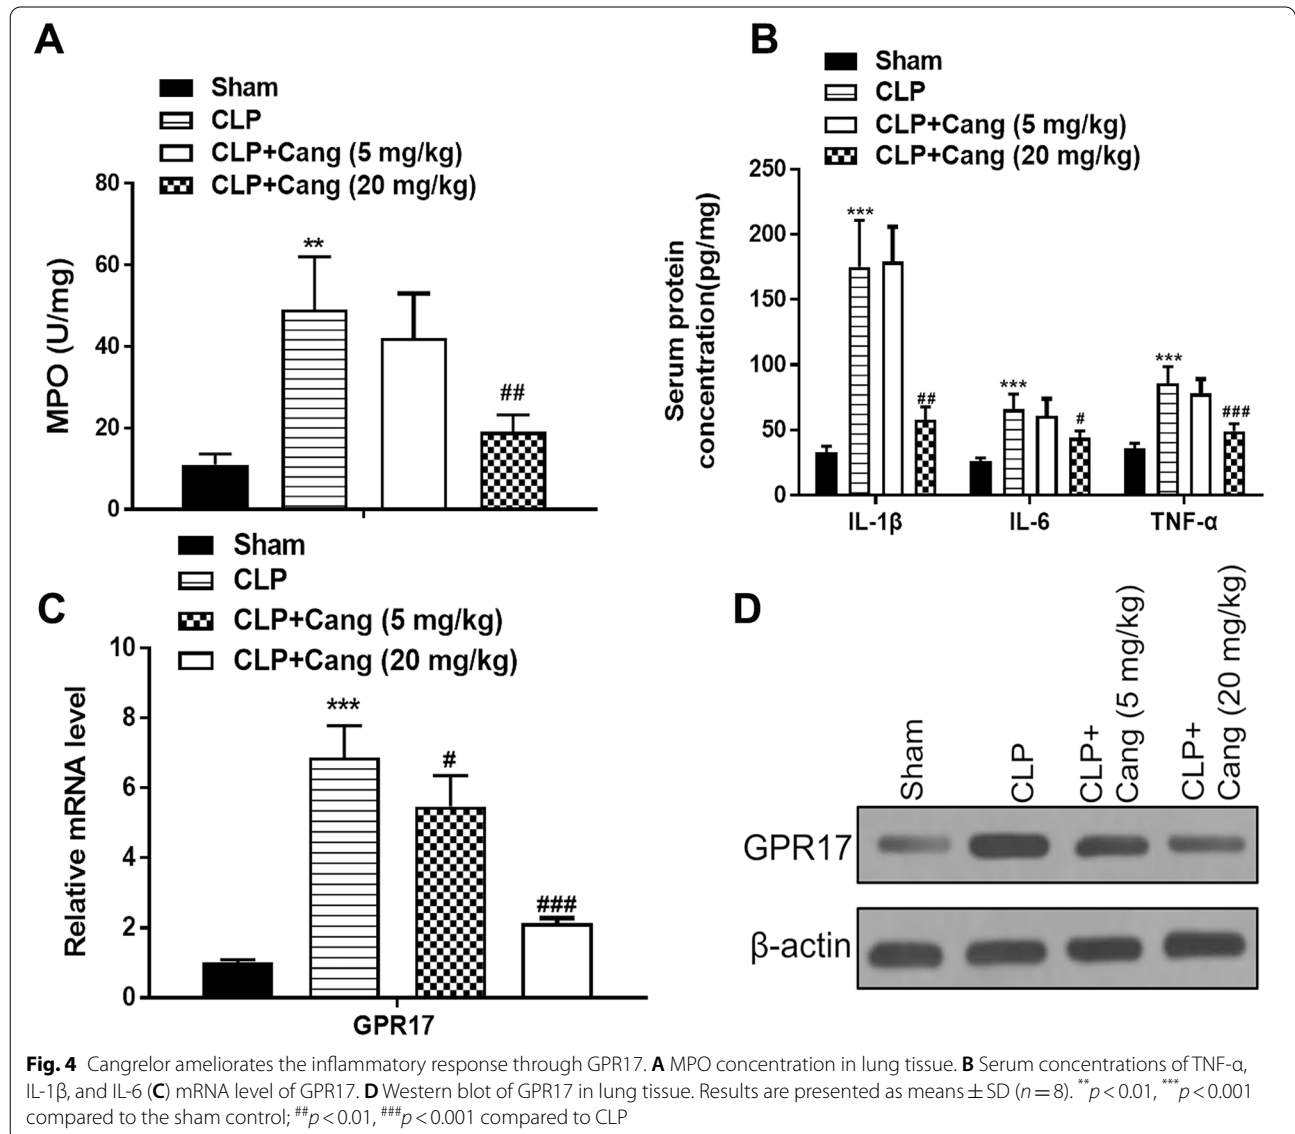 A
Sham
CLP
CLP+Cang (5 mg/kg)
CLP+Cang (20 mg/kg)
MPO (U/mg)
80
60
40
20
0
**
##
B
Sham
CLP
CLP+Cang (5 mg/kg)
CLP+Cang (20 mg/kg)
Serum protein
concentration(pg/mg)
250
200
150
100
50
0
***
##
***
#
***
###
IL-1β
IL-6
TNF-α
C
Sham
CLP
CLP+Cang (5 mg/kg)
CLP+Cang (20 mg/kg)
Relative mRNA level
10
8
6
4
2
0
***
#
###
GPR17
D
Sham
CLP
CLP+
Cang (5 mg/kg)
CLP+
Cang (20 mg/kg)
GPR17
β-actin
Fig. 4 Cangrelor ameliorates the inflammatory response through GPR17. A MPO concentration in lung tissue. B Serum concentrations of TNF-α,
IL-1β, and IL-6 (C) mRNA level of GPR17. D Western blot of GPR17 in lung tissue. Results are presented as means ± SD (n = 8). **p < 0.01, ***p < 0.001
compared to the sham control; ##p < 0.01, ###p < 0.001 compared to CLP